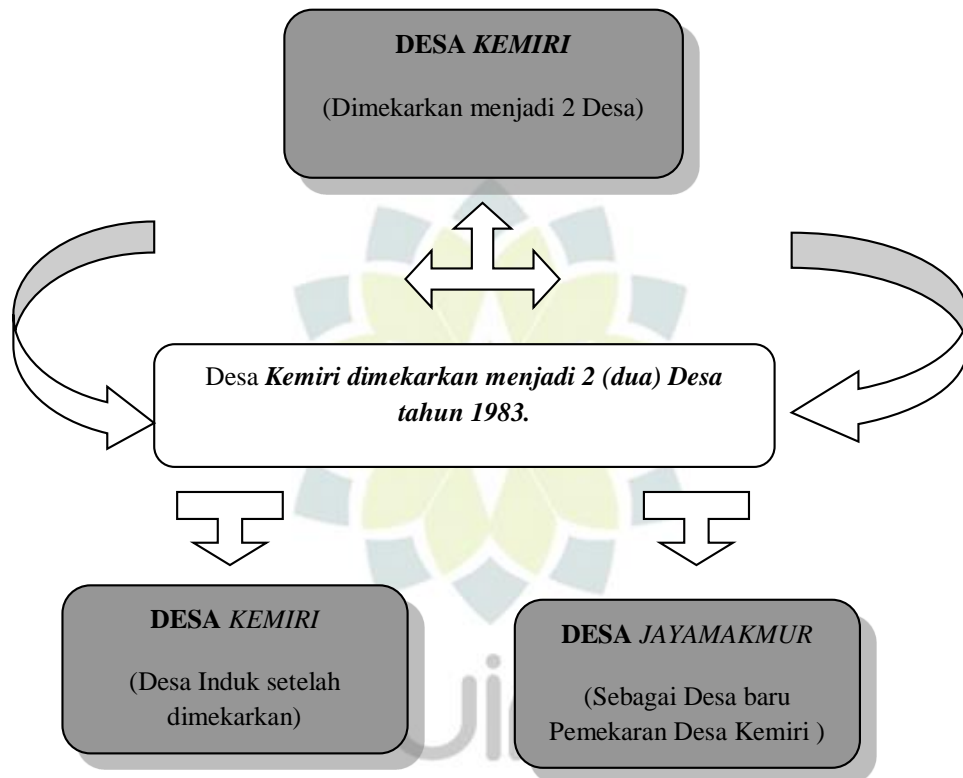 DESA KEMIRI
(Dimekarkan menjadi 2 Desa)
Desa Kemiri dimekarkan menjadi 2 (dua) Desa
tahun 1983.
DESA KEMIRI
(Desa Induk setelah
dimekarkan)
DESA JAYAMAKMUR
(Sebagai Desa baru
Pemekaran Desa Kemiri )